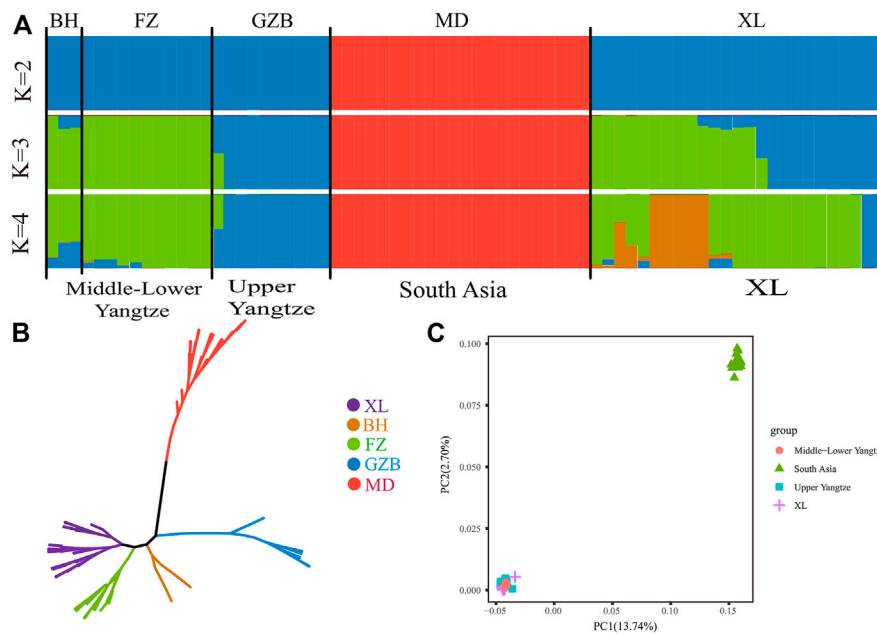 A
BH FZ GZB MD XL
K=2
K=3
K=4
Middle-Lower
Yangtze
Upper
Yangtze
South Asia
XL
B
XL
BH
FZ
GZB
MD
C
PC2(2.70%)
0.100
0.075
0.050
0.025
0.000
−0.05 0.00 0.05 0.10 0.15
PC1(13.74%)
group
Middle−Lower Yangt
South Asia
Upper Yangtze
XL